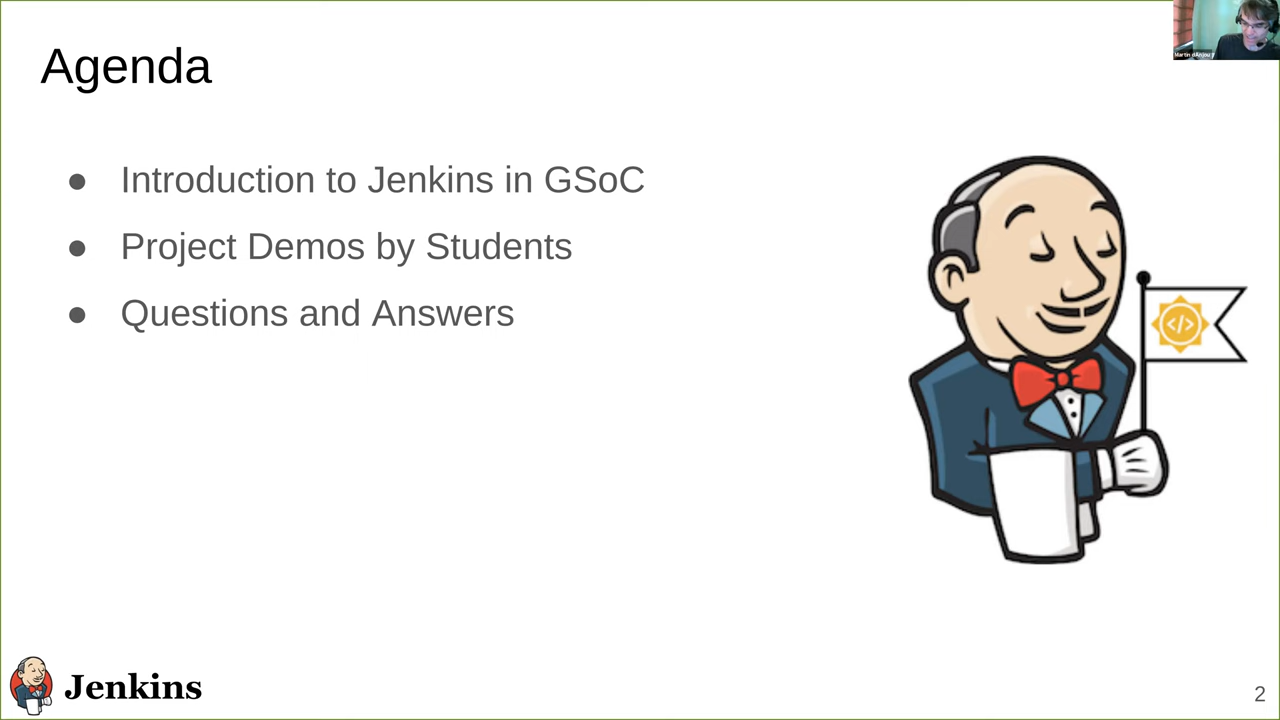 Agenda
● Introduction to Jenkins in GSoC
● Project Demos by Students
● Questions and Answers
</>
Jenkins
2